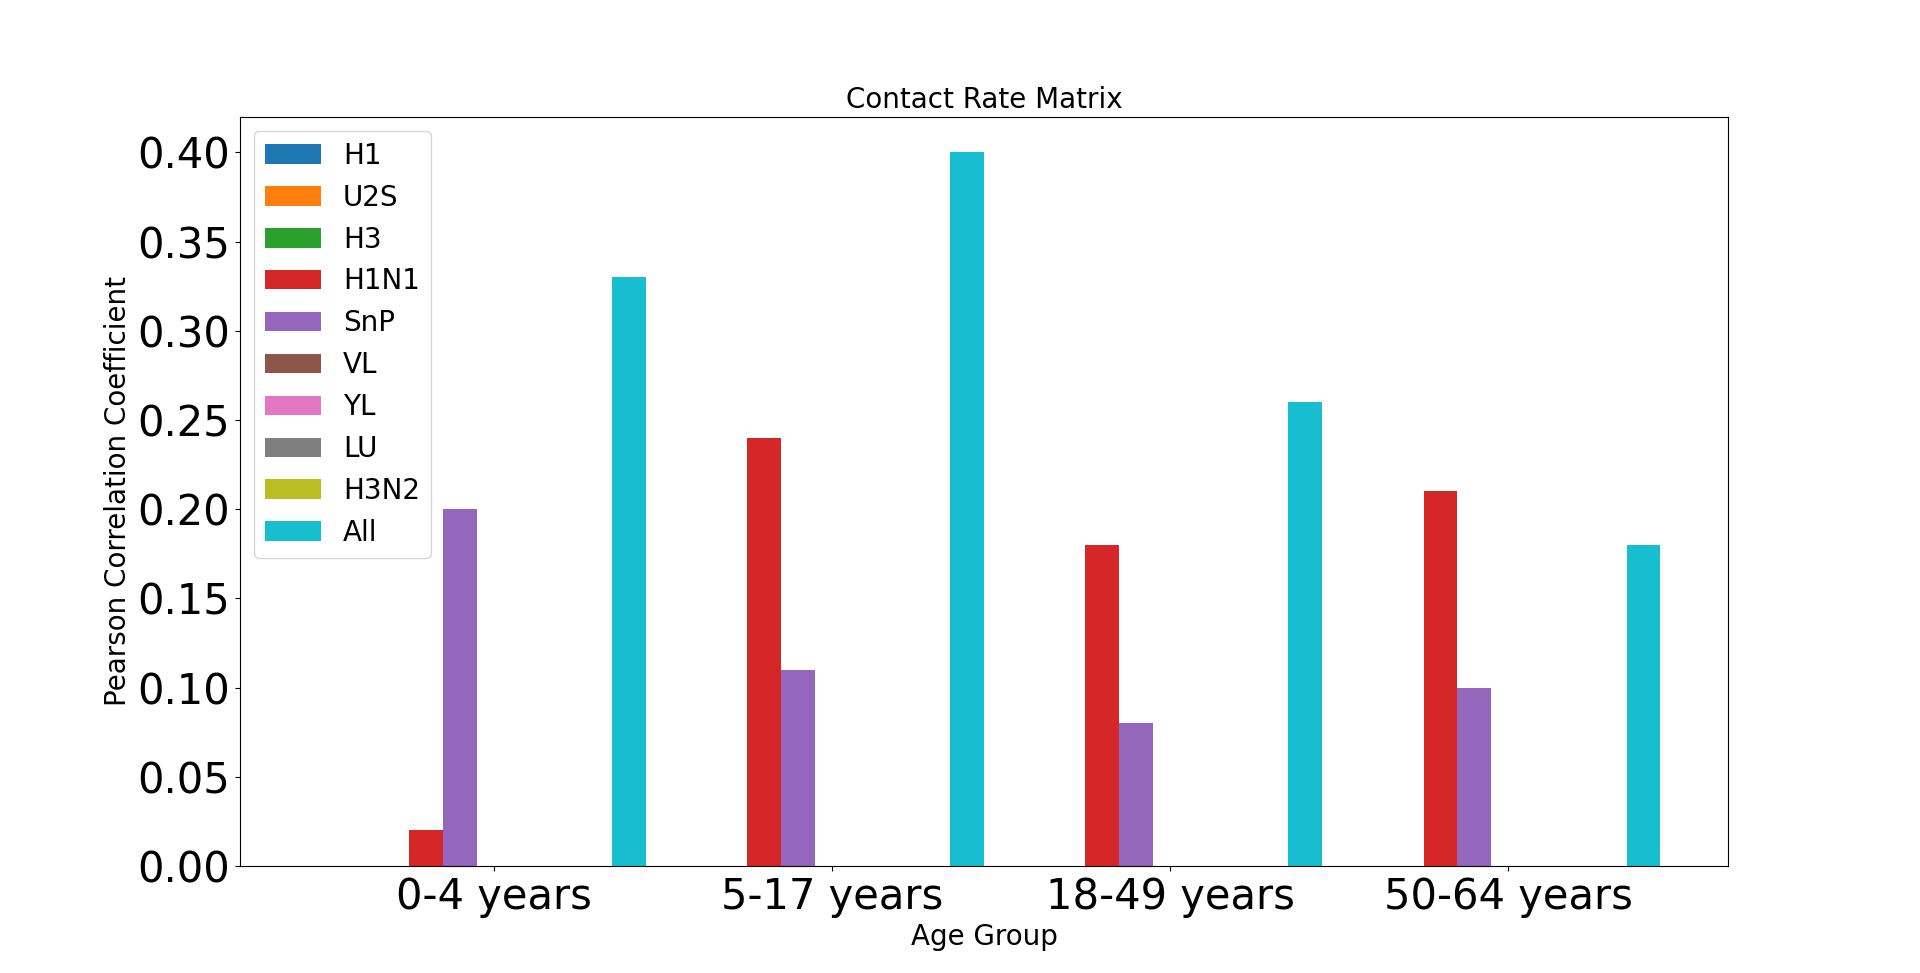 Contact Rate Matrix
Pearson Correlation Coefficient
0.40
0.35
0.30
0.25
0.20
0.15
0.10
0.05
0.00
H1
U2S
H3
H1N1
SnP
VL
YL
LU
H3N2
All
0-4 years
5-17 years
18-49 years
50-64 years
Age Group